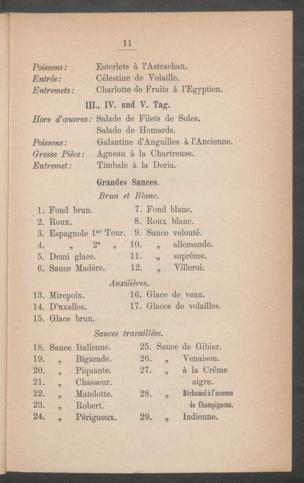 11
Poissons: Esterlets à l'Astrachan.
Entrée: Célestine de Volaille.
Entremets: Charlotte de Fruits à l'Egyptien.
III., IV. und V. Tag.
Hors d'œuvres: Salade de Filets de Soles.
Salade de Homards.
Poissons: Galantine d'Anguilles à l'Ancienne.
Grosse Pièce: Agneau à la Chartreuse.
Entremet: Timbale à la Doria.
Grandes Sauces.
Brun et Blanc.
1. Fond brun.
2. Roux.
3. Espagnole 1er Tour.
4. „ 2e „
5. Demi glace.
6. Sauce Madère.
7. Fond blanc.
8. Roux blanc.
9. Sauce velouté.
10. „ allemande.
11. „ suprême.
12. „ Villeroi.
Auxilières.
13. Mirepoix.
14. D'uxelles.
15. Glace brun.
16. Glace de veau.
17. Glaces de volailles.
Sauces travaillées.
18. Sauce Italienne.
19. „ Bigarade.
20. „ Piquante.
21. „ Chasseur.
22. „ Matelotte.
23. „ Robert.
24. „ Périgueux.
25. Sauce de Gibier.
26. „ Venaison.
27. „ à la Crême
aigre.
28. „ Béchamel à l'essence
de Champignons.
29. „ Indienne.